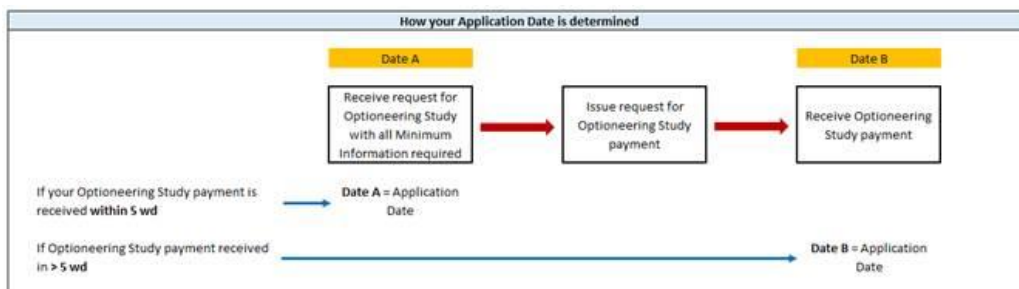 How your Application Date is determined
Date A
Date B
Receive request for
Optioneering Study
with all Minimum
Information required
Issue request for
Optioneering Study
payment
Receive Optioneering
Study payment
If your Optioneering Study payment is
received within 5 wd
Date A = Application
Date
If Optioneering Study payment received
in > 5 wd
Date B = Application
Date